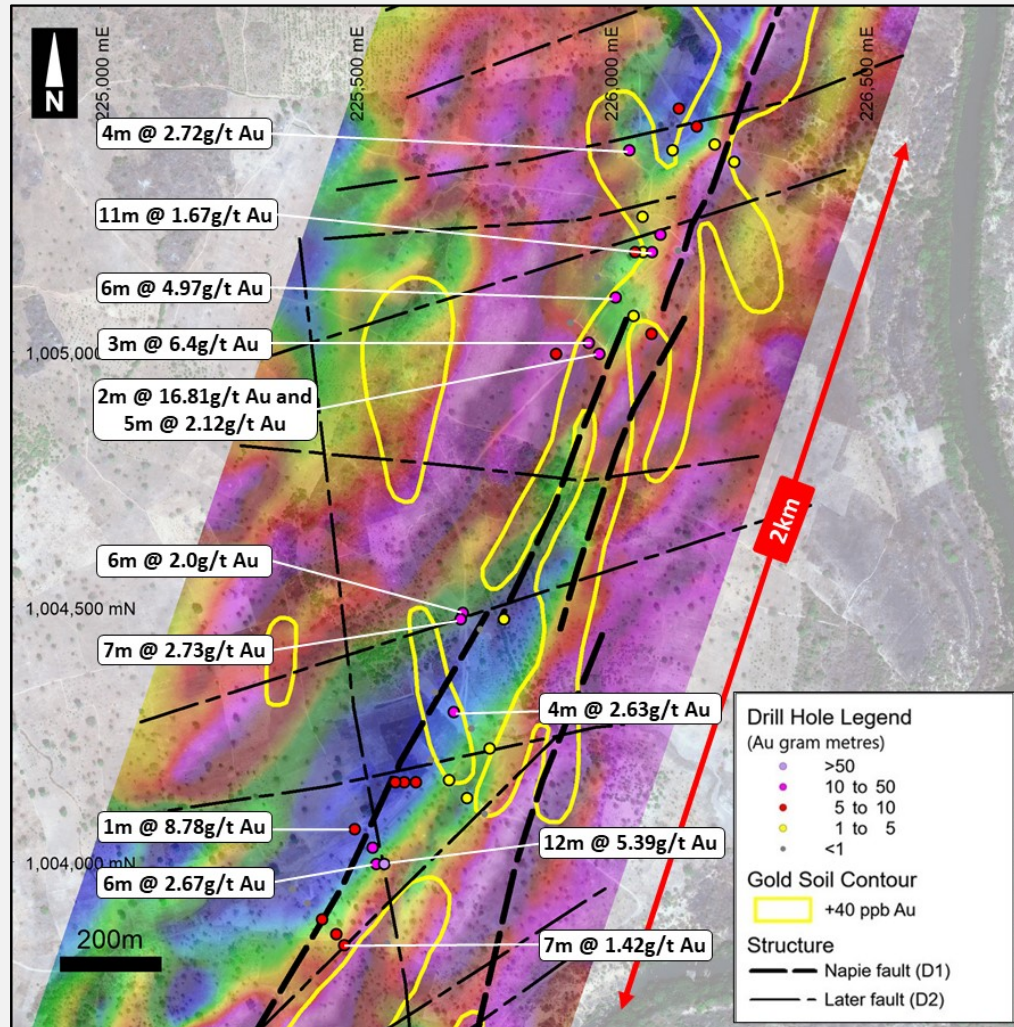 225,000 mE
225,500 mE
226,000 mE
226,500 mE
N
4m @ 2.72g/t Au
11m @ 1.67g/t Au
6m @ 4.97g/t Au
3m @ 6.4g/t Au
1,005,000
2m @ 16.81g/t Au and
5m @ 2.12g/t Au
2km
6m @ 2.0g/t Au
1,004,500 mN
7m @ 2.73g/t Au
4m @ 2.63g/t Au
1m @ 8.78g/t Au
12m @ 5.39g/t Au
1,004,000 mN
6m @ 2.67g/t Au
7m @ 1.42g/t Au
200m
Drill Hole Legend
(Au gram metres)
>50
10 to 50
5 to 10
1 to 5
<1
Gold Soil Contour
+40 ppb Au
Structure
Napie fault (D1)
Later fault (D2)